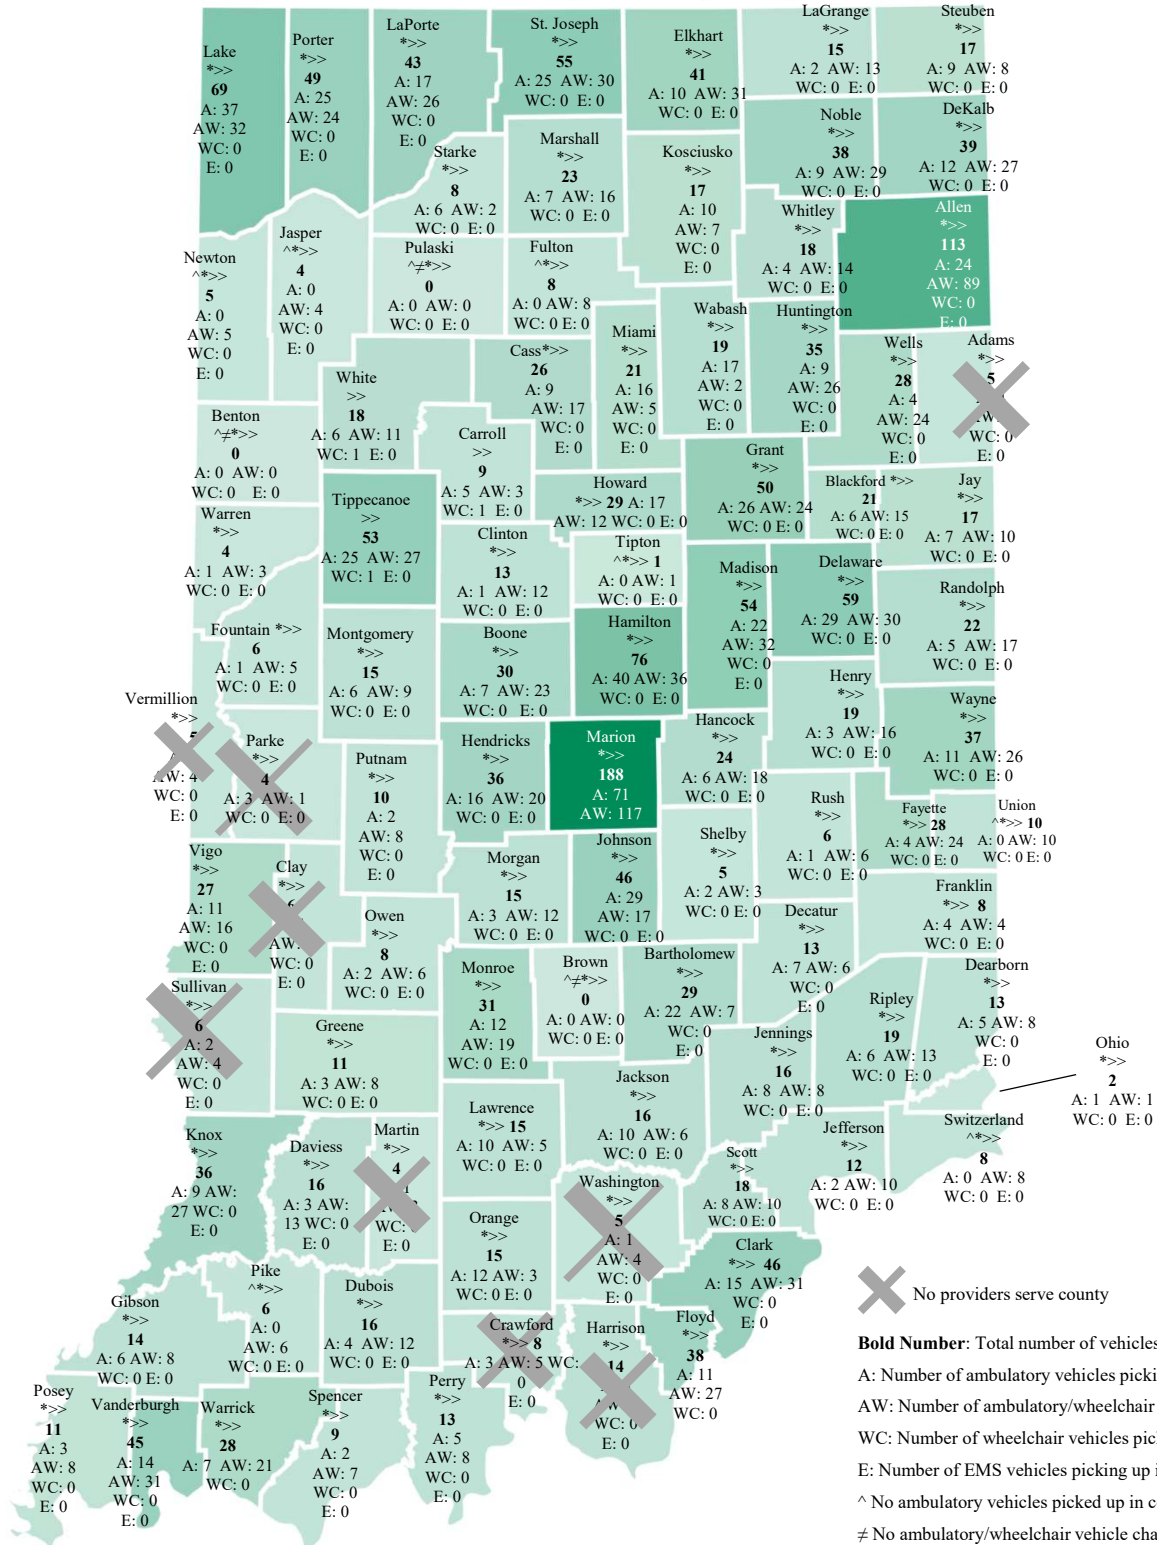 Lake
*>>
69
A: 37
AW: 32
WC: 0
E: 0
Porter
*>>
49
A: 25
AW: 24
WC: 0
E: 0
LaPorte
*>>
43
A: 17
AW: 26
WC: 0
E: 0
St. Joseph
*>>
55
A: 25 AW: 30
WC: 0 E: 0
Elkhart
*>>
41
A: 10 AW: 31
WC: 0 E: 0
LaGrange
*>>
15
A: 2 AW: 13
WC: 0 E: 0
Steuben
*>>
17
A: 9 AW: 8
WC: 0 E: 0
Noble
*>>
38
A: 9 AW: 29
WC: 0 E: 0
DeKalb
*>>
39
A: 12 AW: 27
WC: 0 E: 0
Starke
*>>
8
A: 6 AW: 2
WC: 0 E: 0
Marshall
*>>
23
A: 7 AW: 16
WC: 0 E: 0
Kosciusko
*>>
17
A: 10
AW: 7
WC: 0
E: 0
Whitley
*>>
18
A: 4 AW: 14
WC: 0 E: 0
Allen
*>>
113
A: 24
AW: 89
WC: 0
E: 0
Newton
^*>>
5
A: 0
AW: 5
WC: 0
E: 0
Jasper
^*>>
4
A: 0
AW: 4
WC: 0
E: 0
Pulaski
^≠*>>
0
A: 0 AW: 0
WC: 0 E: 0
Fulton
^*>>
8
A: 0 AW: 8
WC: 0 E: 0
Miami
*>>
21
A: 16
AW: 5
WC: 0
E: 0
Wabash
*>>
19
A: 17
AW: 2
WC: 0
E: 0
Huntington
*>>
35
A: 9
AW: 26
WC: 0
E: 0
Wells
*>>
28
A: 4
AW: 24
WC: 0
E: 0
Adams
*>>
5
WC: 0
E: 0
White
>>
18
A: 6 AW: 11
WC: 1 E: 0
Cass*>>
26
A: 9
AW: 17
WC: 0
E: 0
Benton
^≠*>>
0
A: 0 AW: 0
WC: 0 E: 0
Carroll
>>
9
A: 5 AW: 3
WC: 1 E: 0
Howard
*>> 29 A: 17
AW: 12 WC: 0 E: 0
Grant
*>>
50
A: 26 AW: 24
WC: 0 E: 0
Blackford *>>
21
A: 6 AW: 15
WC: 0 E: 0
Jay
*>>
17
A: 7 AW: 10
WC: 0 E: 0
Warren
*>>
4
A: 1 AW: 3
WC: 0 E: 0
Tippecanoe
>>
53
A: 25 AW: 27
WC: 1 E: 0
Clinton
*>>
13
A: 1 AW: 12
WC: 0 E: 0
Tipton
^*>> 1
A: 0 AW: 1
WC: 0 E: 0
Madison
*>>
54
A: 22
AW: 32
WC: 0
E: 0
Delaware
*>>
59
A: 29 AW: 30
WC: 0 E: 0
Randolph
*>>
22
A: 5 AW: 17
WC: 0 E: 0
Fountain *>>
6
A: 1 AW: 5
WC: 0 E: 0
Montgomery
*>>
15
A: 6 AW: 9
WC: 0 E: 0
Boone
*>>
30
A: 7 AW: 23
WC: 0 E: 0
Hamilton
*>>
76
A: 40 AW: 36
WC: 0 E: 0
Henry
*>>
19
A: 3 AW: 16
WC: 0 E: 0
Wayne
*>>
37
A: 11 AW: 26
WC: 0 E: 0
Vermillion
*>>
5
AW: 4
WC: 0
E: 0
Parke
*>>
4
A: 3 AW: 1
WC: 0 E: 0
Putnam
*>>
10
A: 2
AW: 8
WC: 0
E: 0
Hendricks
*>>
36
A: 16 AW: 20
WC: 0 E: 0
Marion
*>>
188
A: 71
AW: 117
Hancock
*>>
24
A: 6 AW: 18
WC: 0 E: 0
Rush
*>>
6
A: 1 AW: 6
WC: 0 E: 0
Fayette
*>> 28
A: 4 AW: 24
WC: 0 E: 0
Union
^*>> 10
A: 0 AW: 10
WC: 0 E: 0
Vigo
*>>
27
A: 11
AW: 16
WC: 0
E: 0
Clay
*>>
6
AW:
WC: 0
E: 0
Owen
*>>
8
A: 2 AW: 6
WC: 0 E: 0
Morgan
*>>
15
A: 3 AW: 12
WC: 0 E: 0
Johnson
*>>
46
A: 29
AW: 17
WC: 0 E: 0
Shelby
*>>
5
A: 2 AW: 3
WC: 0 E: 0
Decatur
*>>
13
A: 7 AW: 6
WC: 0
E: 0
Franklin
*>> 8
A: 4 AW: 4
WC: 0 E: 0
Sullivan
*>>
6
A: 2
AW: 4
WC: 0
E: 0
Greene
*>>
11
A: 3 AW: 8
WC: 0 E: 0
Monroe
*>>
31
A: 12
AW: 19
WC: 0 E: 0
Brown
^≠*>>
0
A: 0 AW: 0
WC: 0 E: 0
Bartholomew
*>>
29
A: 22 AW: 7
WC: 0
E: 0
Jennings
*>>
16
A: 8 AW: 8
WC: 0 E: 0
Ripley
*>>
19
A: 6 AW: 13
WC: 0 E: 0
Dearborn
*>>
13
A: 5 AW: 8
WC: 0
E: 0
Ohio
*>>
2
A: 1 AW: 1
WC: 0 E: 0
Knox
*>>
36
A: 9 AW:
27 WC: 0
E: 0
Daviess
*>>
16
A: 3 AW:
13 WC: 0
E: 0
Martin
*>>
4
WC:
E: 0
Lawrence
*>> 15
A: 10 AW: 5
WC: 0 E: 0
Jackson
*>>
16
A: 10 AW: 6
WC: 0 E: 0
Scott
*>>
18
A: 8 AW: 10
WC: 0 E: 0
Jefferson
*>>
12
A: 2 AW: 10
WC: 0 E: 0
Switzerland
^*>>
8
A: 0 AW: 8
WC: 0 E: 0
Orange
*>>
15
A: 12 AW: 3
WC: 0 E: 0
Washington
*>>
5
A: 1
AW: 4
WC: 0
E: 0
Clark
*>> 46
A: 15 AW: 31
WC: 0
E: 0
Gibson
*>>
14
A: 6 AW: 8
WC: 0 E: 0
Pike
^*>>
6
A: 0
AW: 6
WC: 0 E: 0
Dubois
*>>
16
A: 4 AW: 12
WC: 0 E: 0
Crawford
*>> 8
A: 3 AW: 5 WC:
0
E: 0
Harrison
*>>
14
AW
WC: 0
E: 0
Floyd
*>>
38
A: 11
AW: 27
WC: 0
Posey
*>>
11
A: 3
AW: 8
WC: 0
E: 0
Vanderburgh
*>>
45
A: 14
AW: 31
WC: 0
E: 0
Warrick
*>>
28
A: 7 AW: 21
WC: 0
Spencer
*>>
9
A: 2
AW: 7
WC: 0
E: 0
Perry
*>>
13
A: 5
AW: 8
WC: 0
E: 0
No providers serve county
Bold Number: Total number of vehicles
A: Number of ambulatory vehicles picki
AW: Number of ambulatory/wheelchair
WC: Number of wheelchair vehicles pic
E: Number of EMS vehicles picking up i
^ No ambulatory vehicles picked up in c
≠ No ambulatory/wheelchair vehicle cha